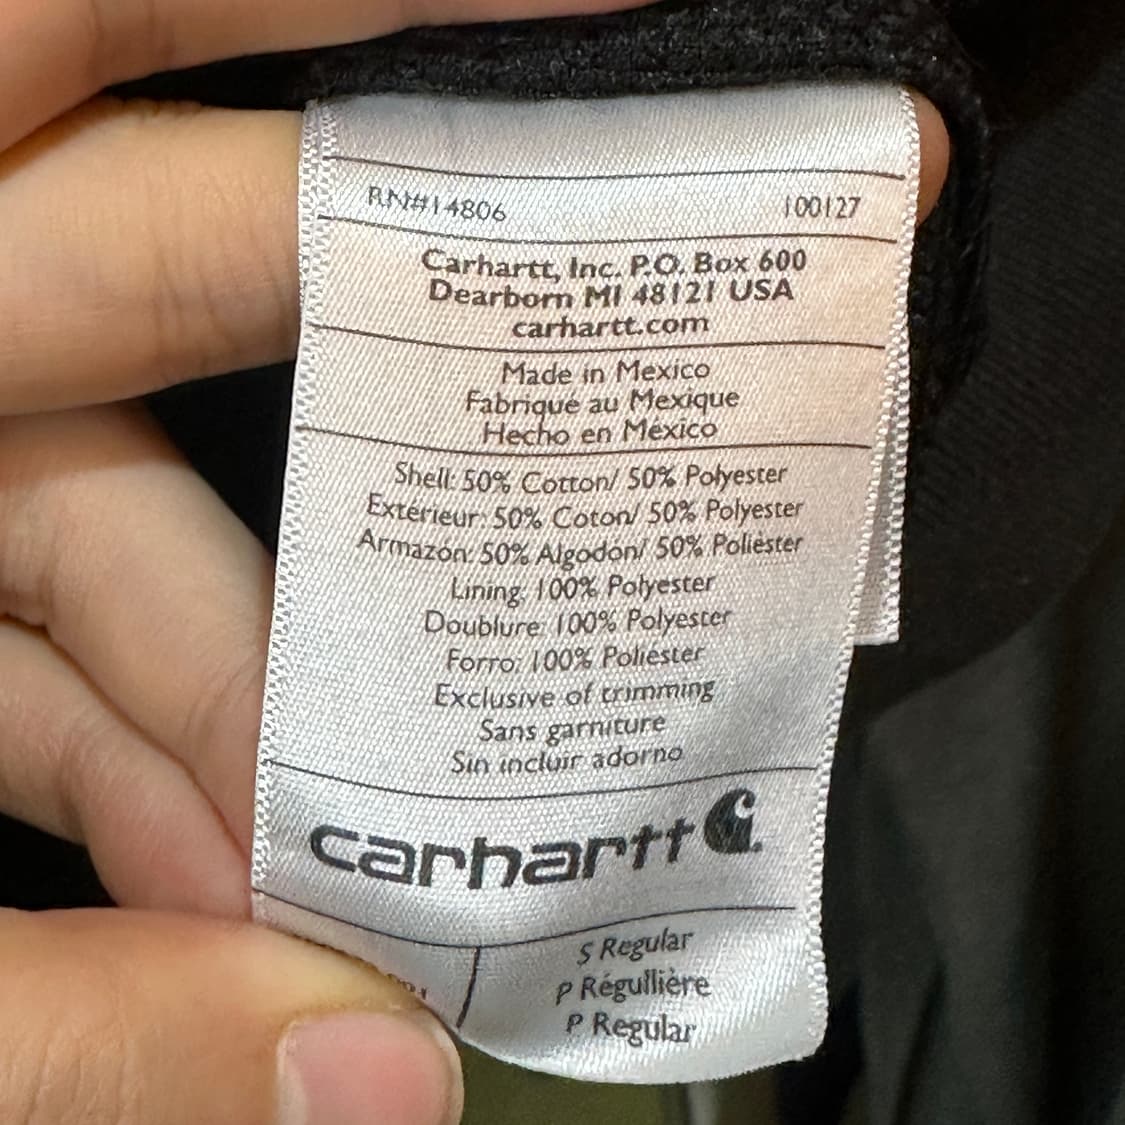 RN#14806 100127
Carhartt, Inc. P.O. Box 600
Dearborn MI 48121 USA
carhartt.com
Made in Mexico
Fabriqué au Mexique
Hecho en México
Shell: 50% Cotton/ 50% Polyester
Extérieur: 50% Coton/ 50% Polyester
Armazón: 50% Algodón/ 50% Poliéster
Lining: 100% Polyester
Doublure: 100% Polyester
Forro: 100% Poliéster
Exclusive of trimming
Sans garniture
Sin incluir adorno
carhartt
S Regular
P Régullière
P Regular